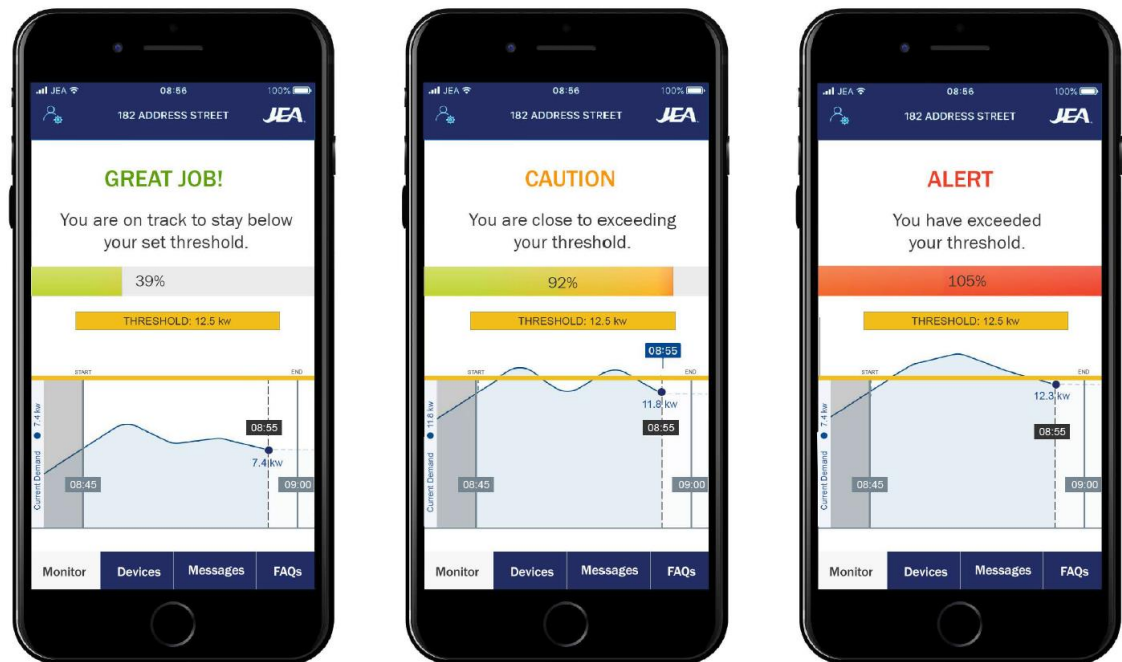 JEA
08:56
100%
182 ADDRESS STREET
JEA
GREAT JOB!
You are on track to stay below
your set threshold.
39%
THRESHOLD: 12.5 kw
START
END
Current Demand
7.4 kw
08:55
7.4 kw
08:45
09:00
Monitor
Devices
Messages
FAQs
JEA
08:56
100%
182 ADDRESS STREET
JEA
CAUTION
You are close to exceeding
your threshold.
92%
THRESHOLD: 12.5 kw
08:55
START
END
Current Demand
11.8 kw
11.8 kw
08:55
08:45
09:00
Monitor
Devices
Messages
FAQs
JEA
08:56
100%
182 ADDRESS STREET
JEA
ALERT
You have exceeded
your threshold.
105%
THRESHOLD: 12.5 kw
START
END
Current Demand
7.4 kw
12.3 kw
08:55
08:45
09:00
Monitor
Devices
Messages
FAQs